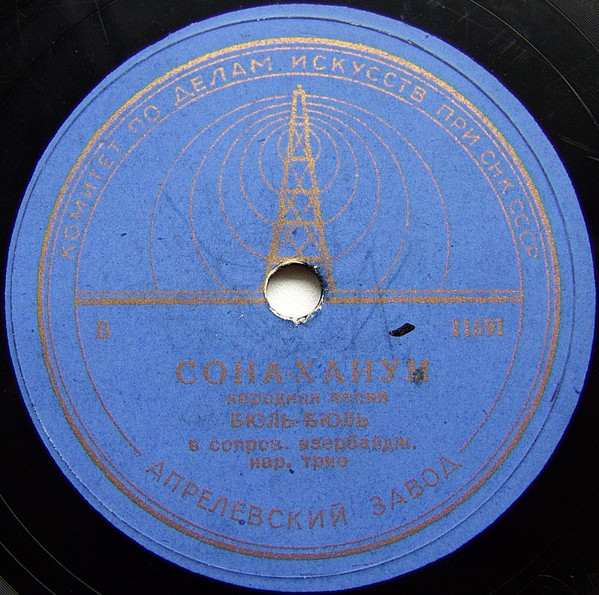 КОМИТЕТ ПО ДЕЛАМ ИСКУССТВ ПРИ СНК СССР
В 11691
СОНА-ХАНУМ
народная песня
БЮЛЬ-БЮЛЬ
в сопров. азербайдж.
нар. трио
АПРЕЛЕВСКИЙ ЗАВОД